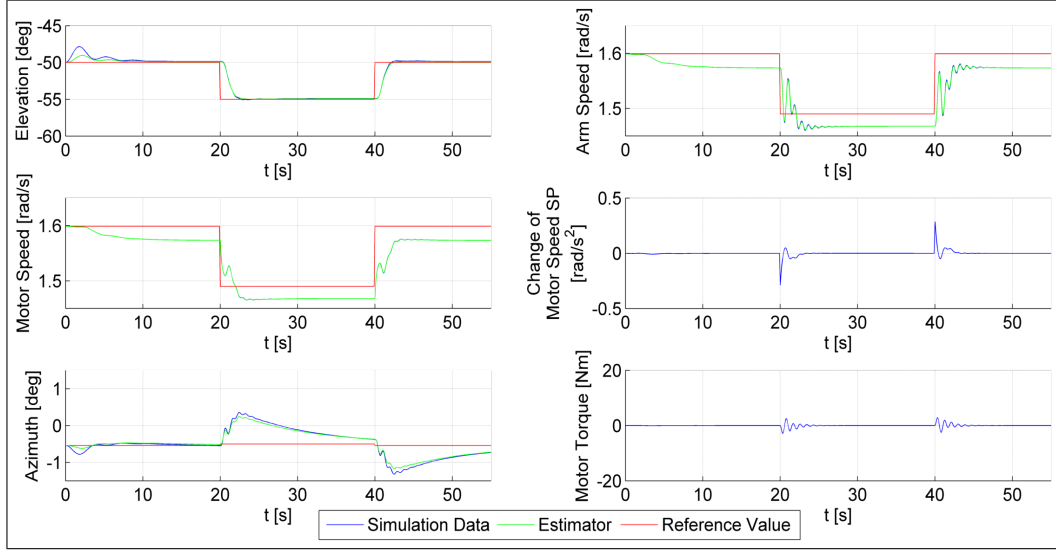 Elevation [deg]
-45
-50
-55
-60
0 10 20 30 40 50
t [s]
Arm Speed [rad/s]
1.6
1.5
0 10 20 30 40 50
t [s]
Motor Speed [rad/s]
1.6
1.5
0 10 20 30 40 50
t [s]
Change of
Motor Speed SP
[rad/s²]
0.5
0
-0.5
0 10 20 30 40 50
t [s]
Azimuth [deg]
1
0
-1
0 10 20 30 40 50
t [s]
Motor Torque [Nm]
20
0
-20
0 10 20 30 40 50
t [s]
Simulation Data Estimator Reference Value